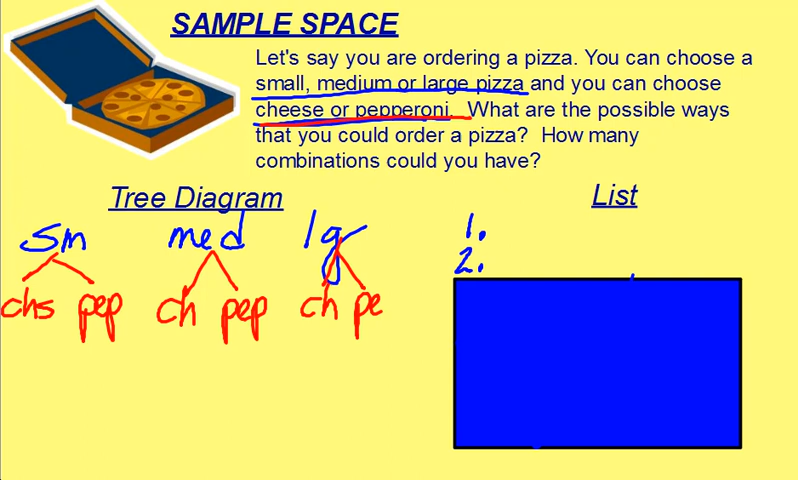 SAMPLE SPACE
Let's say you are ordering a pizza. You can choose a
small, medium or large pizza and you can choose
cheese or pepperoni. What are the possible ways
that you could order a pizza? How many
combinations could you have?
Tree Diagram
sm med lg
chs pep ch pep ch pe
List
1.
2.